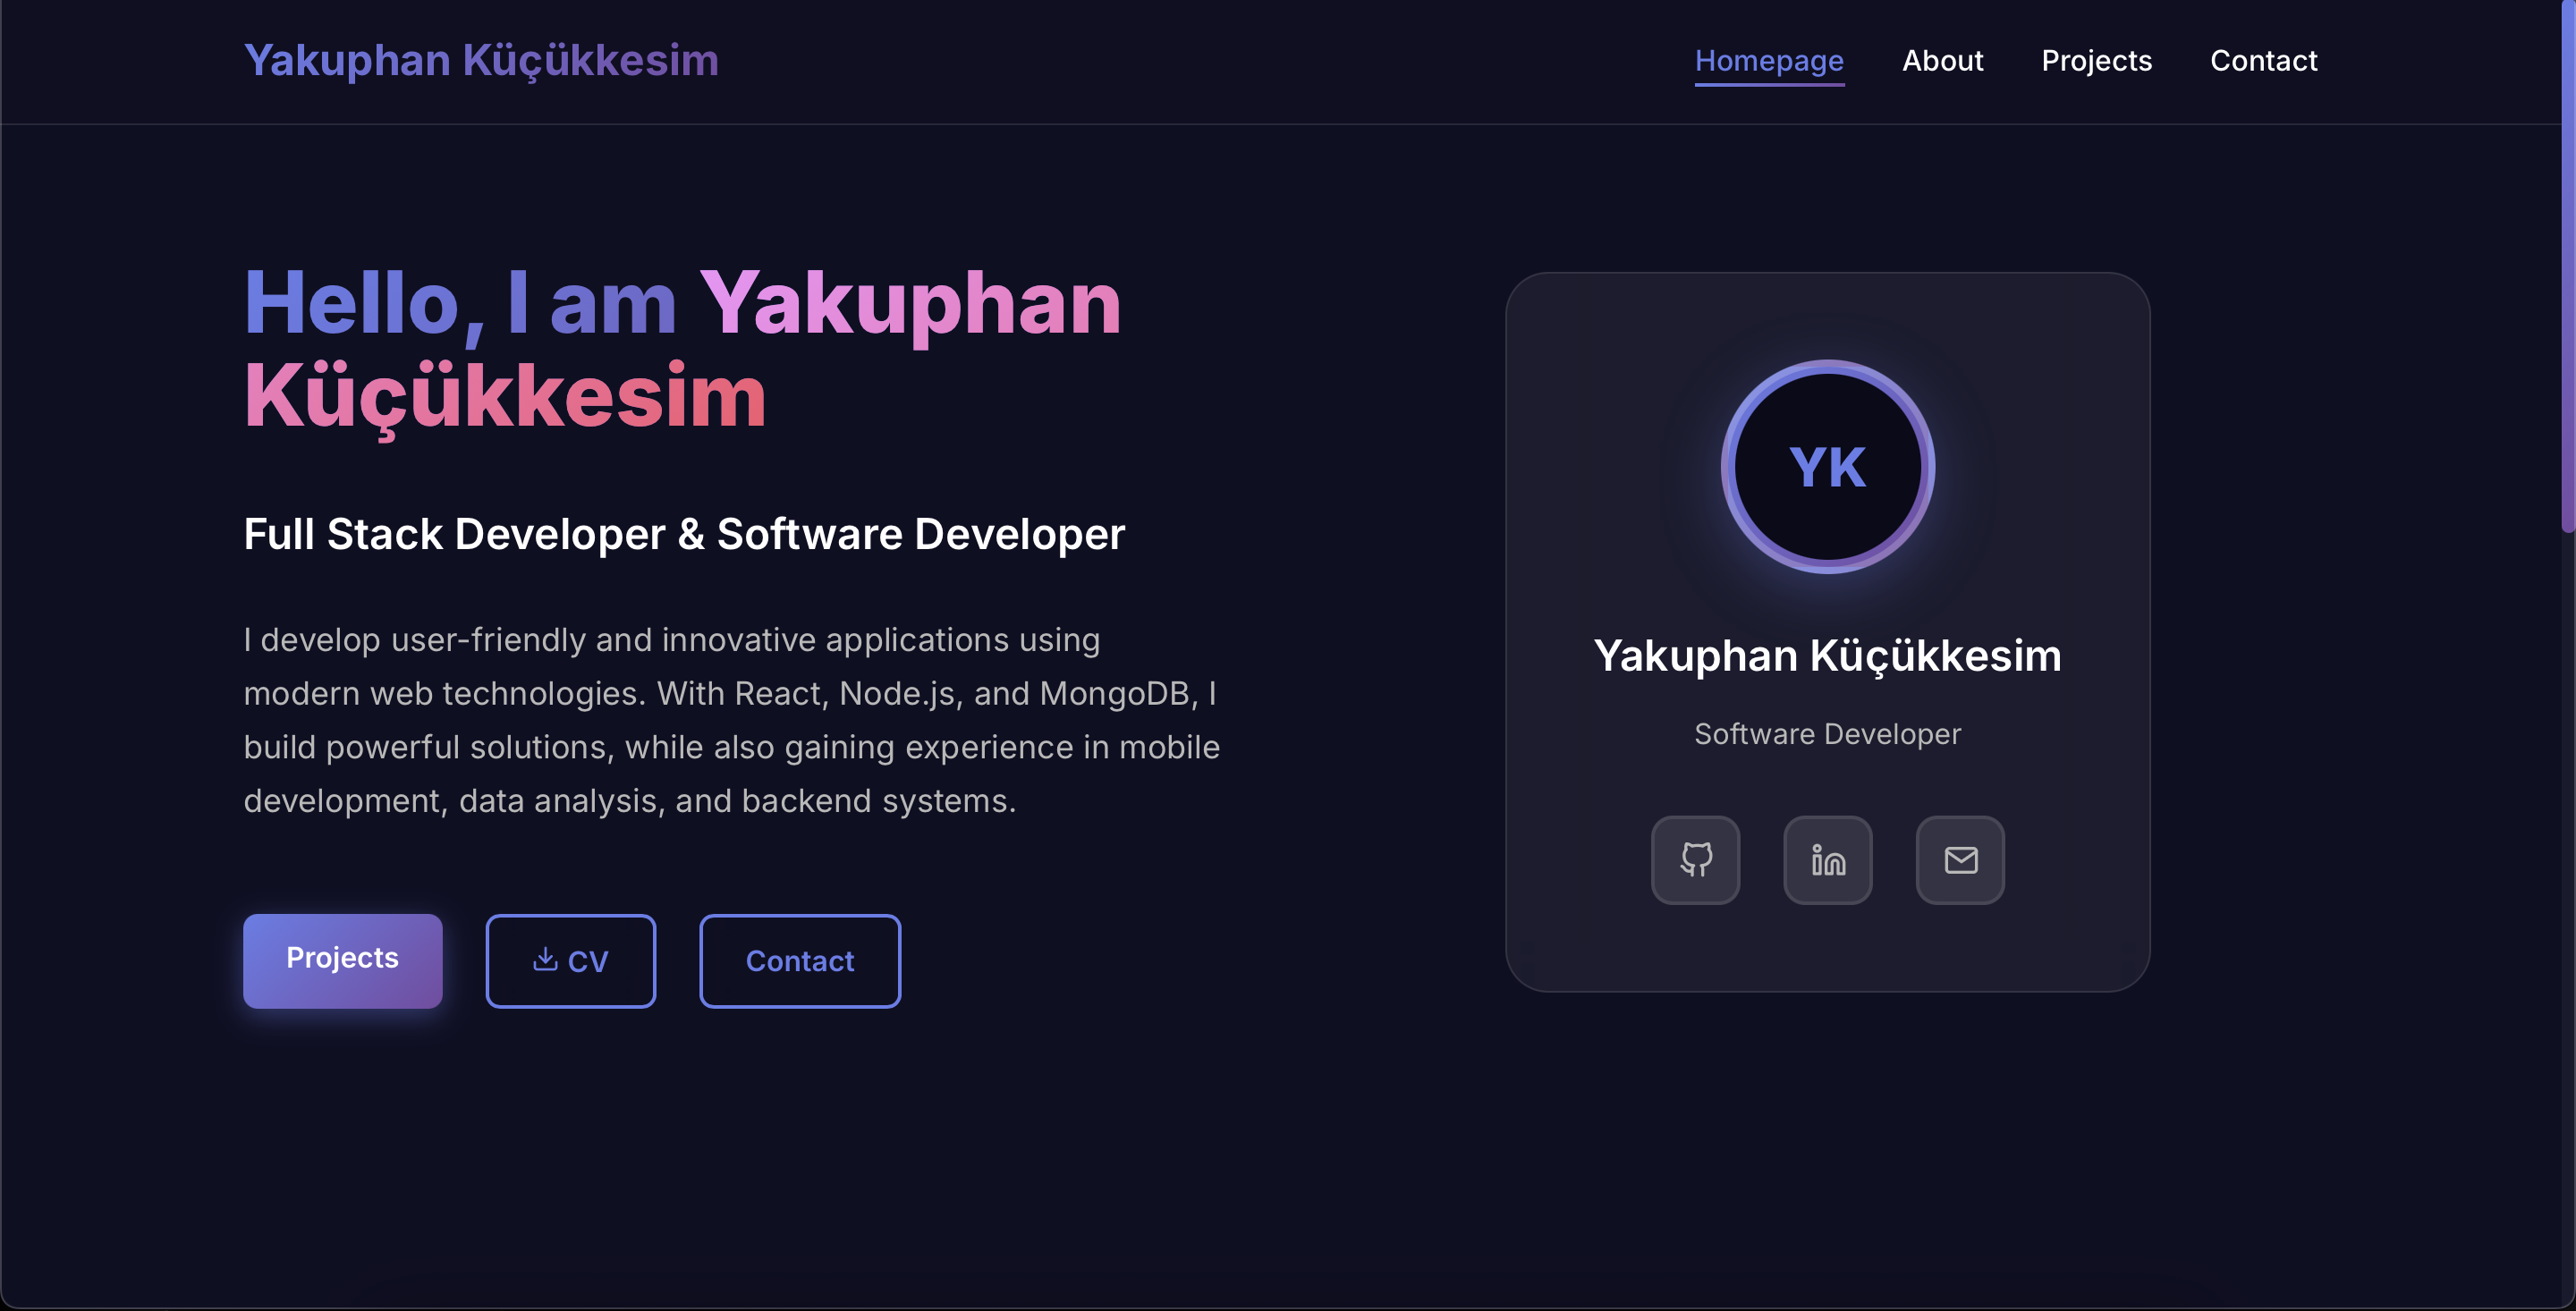 Yakuphan Küçükkesim
Homepage
About
Projects
Contact
Hello, I am Yakuphan
Küçükkesim
Full Stack Developer & Software Developer
I develop user-friendly and innovative applications using
modern web technologies. With React, Node.js, and MongoDB, I
build powerful solutions, while also gaining experience in mobile
development, data analysis, and backend systems.
Projects
CV
Contact
YK
Yakuphan Küçükkesim
Software Developer
in